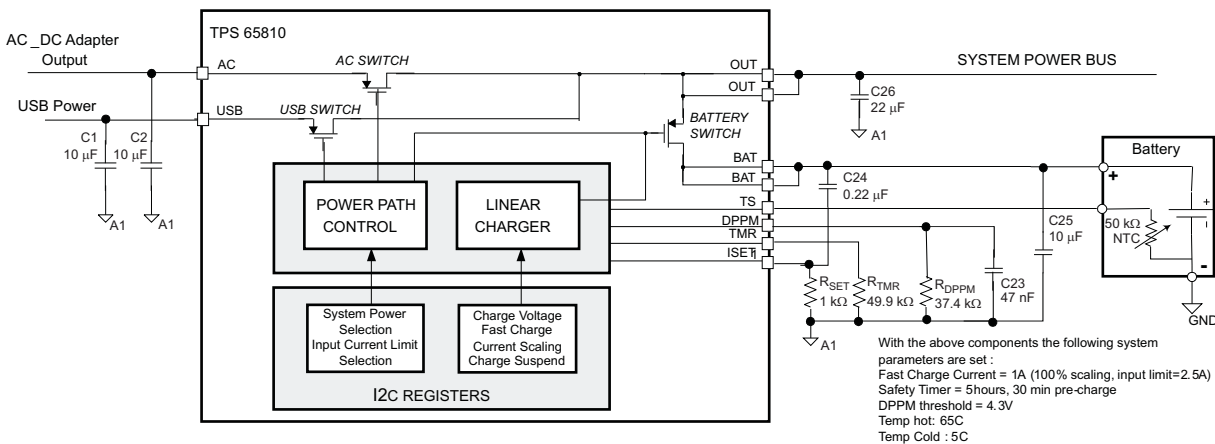 TPS 65810
AC _DC Adapter
Output
AC
AC SWITCH
OUT
SYSTEM POWER BUS
OUT
USB Power
USB
USB SWITCH
BATTERY
SWITCH
C26
22 μF
A1
C1
10 μF
C2
10 μF
A1
A1
BAT
BAT
C24
0.22 μF
Battery
+
+
-
-
POWER PATH
CONTROL
LINEAR
CHARGER
TS
DPPM
TMR
ISET1
C25
10 μF
50 kΩ
NTC
RSET
1 kΩ
RTMR
49.9 kΩ
RDPPM
37.4 kΩ
C23
47 nF
A1
GND
System Power
Selection
Input Current Limit
Selection
Charge Voltage
Fast Charge
Current Scaling
Charge Suspend
I2C REGISTERS
With the above components the following system
parameters are set :
Fast Charge Current = 1A (100% scaling, input limit=2.5A)
Safety Timer = 5hours, 30 min pre-charge
DPPM threshold = 4.3V
Temp hot: 65C
Temp Cold : 5C